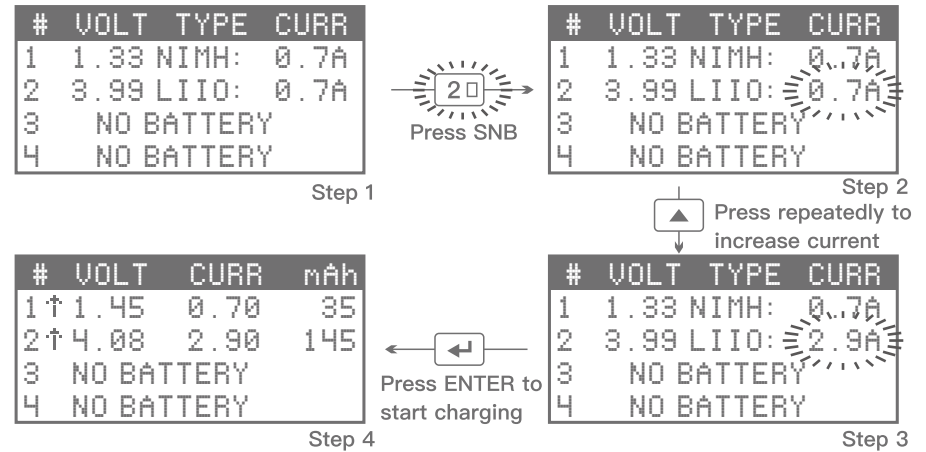 # VOLT TYPE CURR
1 1.33 NIMH: 0.7A
2 3.99 LIIO: 0.7A
3 NO BATTERY
4 NO BATTERY
Step 1
2
Press SNB
# VOLT TYPE CURR
1 1.33 NIMH: 0.7A
2 3.99 LIIO: 0.7A
3 NO BATTERY
4 NO BATTERY
Step 2
Press repeatedly to
increase current
# VOLT TYPE CURR
1 1.33 NIMH: 0.7A
2 3.99 LIIO: 2.9A
3 NO BATTERY
4 NO BATTERY
Step 3
Press ENTER to
start charging
# VOLT CURR mAh
1↑1.45 0.70 35
2↑4.08 2.90 145
3 NO BATTERY
4 NO BATTERY
Step 4